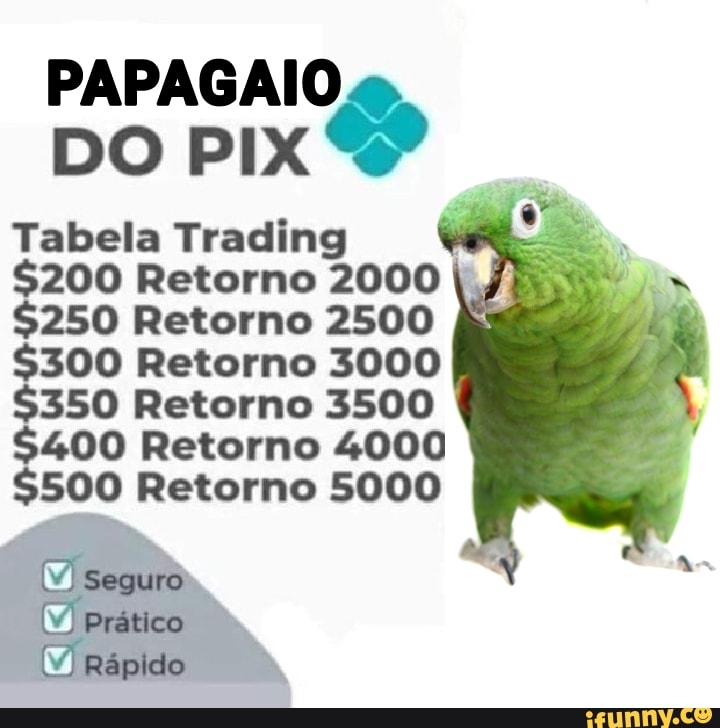 PAPAGAIO
DO PIX
Tabela Trading
$200 Retorno 2000
$250 Retorno 2500
$300 Retorno 3000
$350 Retorno 3500
$400 Retorno 4000
$500 Retorno 5000
Seguro
Prático
Rápido
ifunny.co